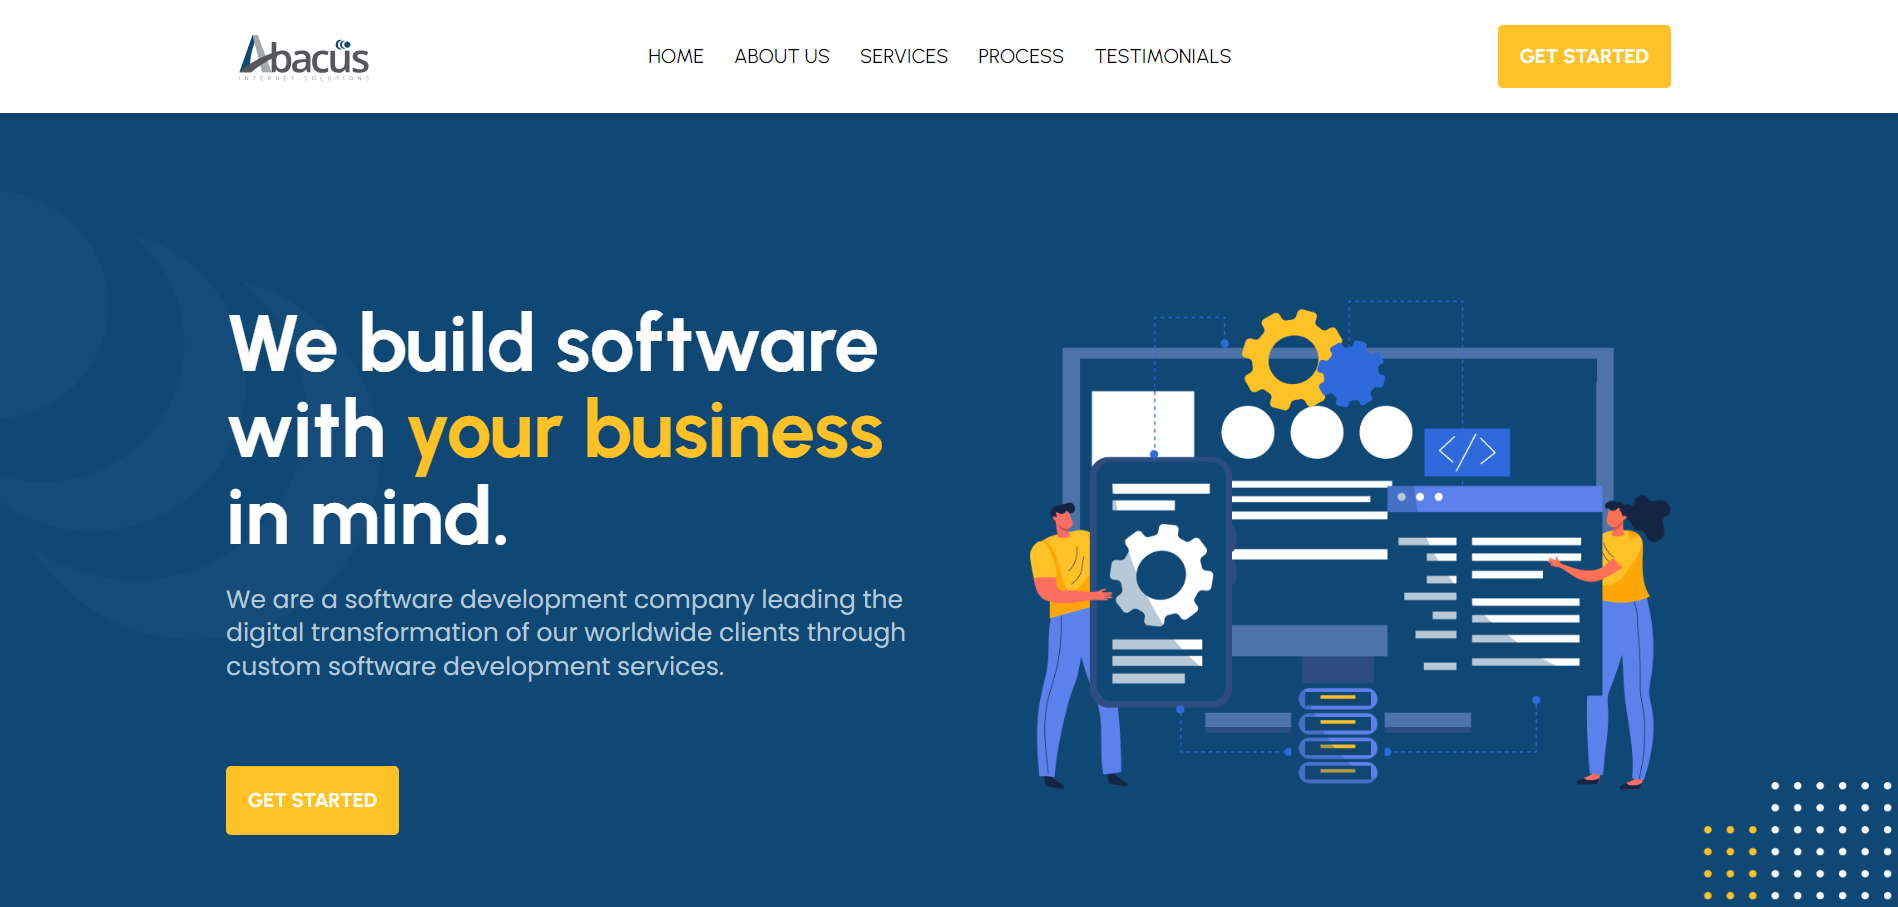 Abacus
INTERNET SOLUTIONS
HOME ABOUT US SERVICES PROCESS TESTIMONIALS
GET STARTED
We build software
with your business
in mind.
We are a software development company leading the
digital transformation of our worldwide clients through
custom software development services.
GET STARTED